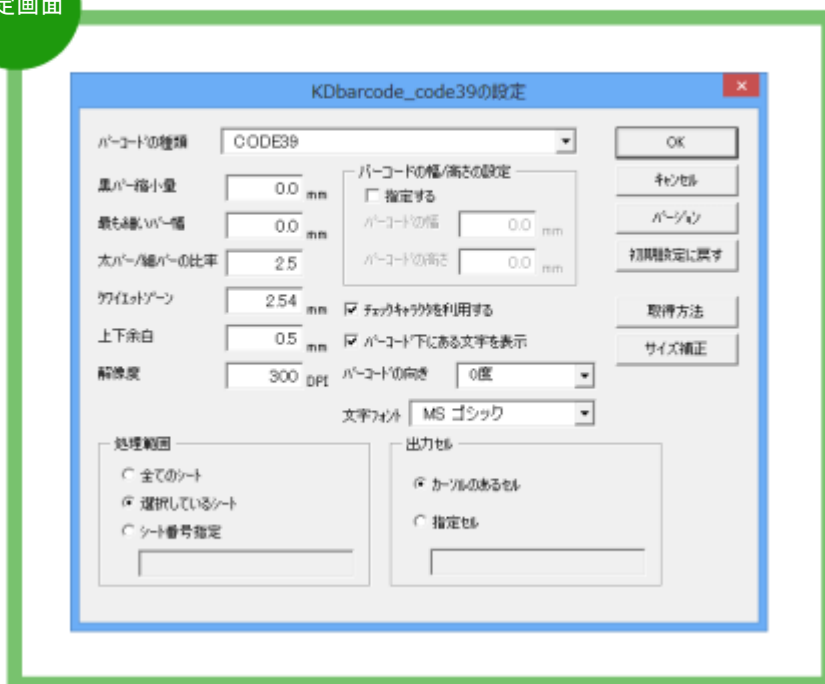 定画面
KDbarcode_code39の設定
バーコードの種類 CODE39
OK
黒バー縮小量 0.0 mm
バーコードの幅/高さの設定
キャンセル
指定する
最も細いバー幅 0.0 mm
バーコードの幅 0.0 mm
バージョン
太バー/細バーの比率 2.5
バーコードの高さ 0.0 mm
初期設定に戻す
クワイエットゾーン 2.54 mm
チェックキャラクタを利用する
取得方法
上下余白 0.5 mm
バーコード下にある文字を表示
サイズ補正
解像度 300 DPI
バーコードの向き 0度
文字フォント MS ゴシック
処理範囲
全てのシート
選択しているシート
シート番号指定
出力セル
カーソルのあるセル
指定セル